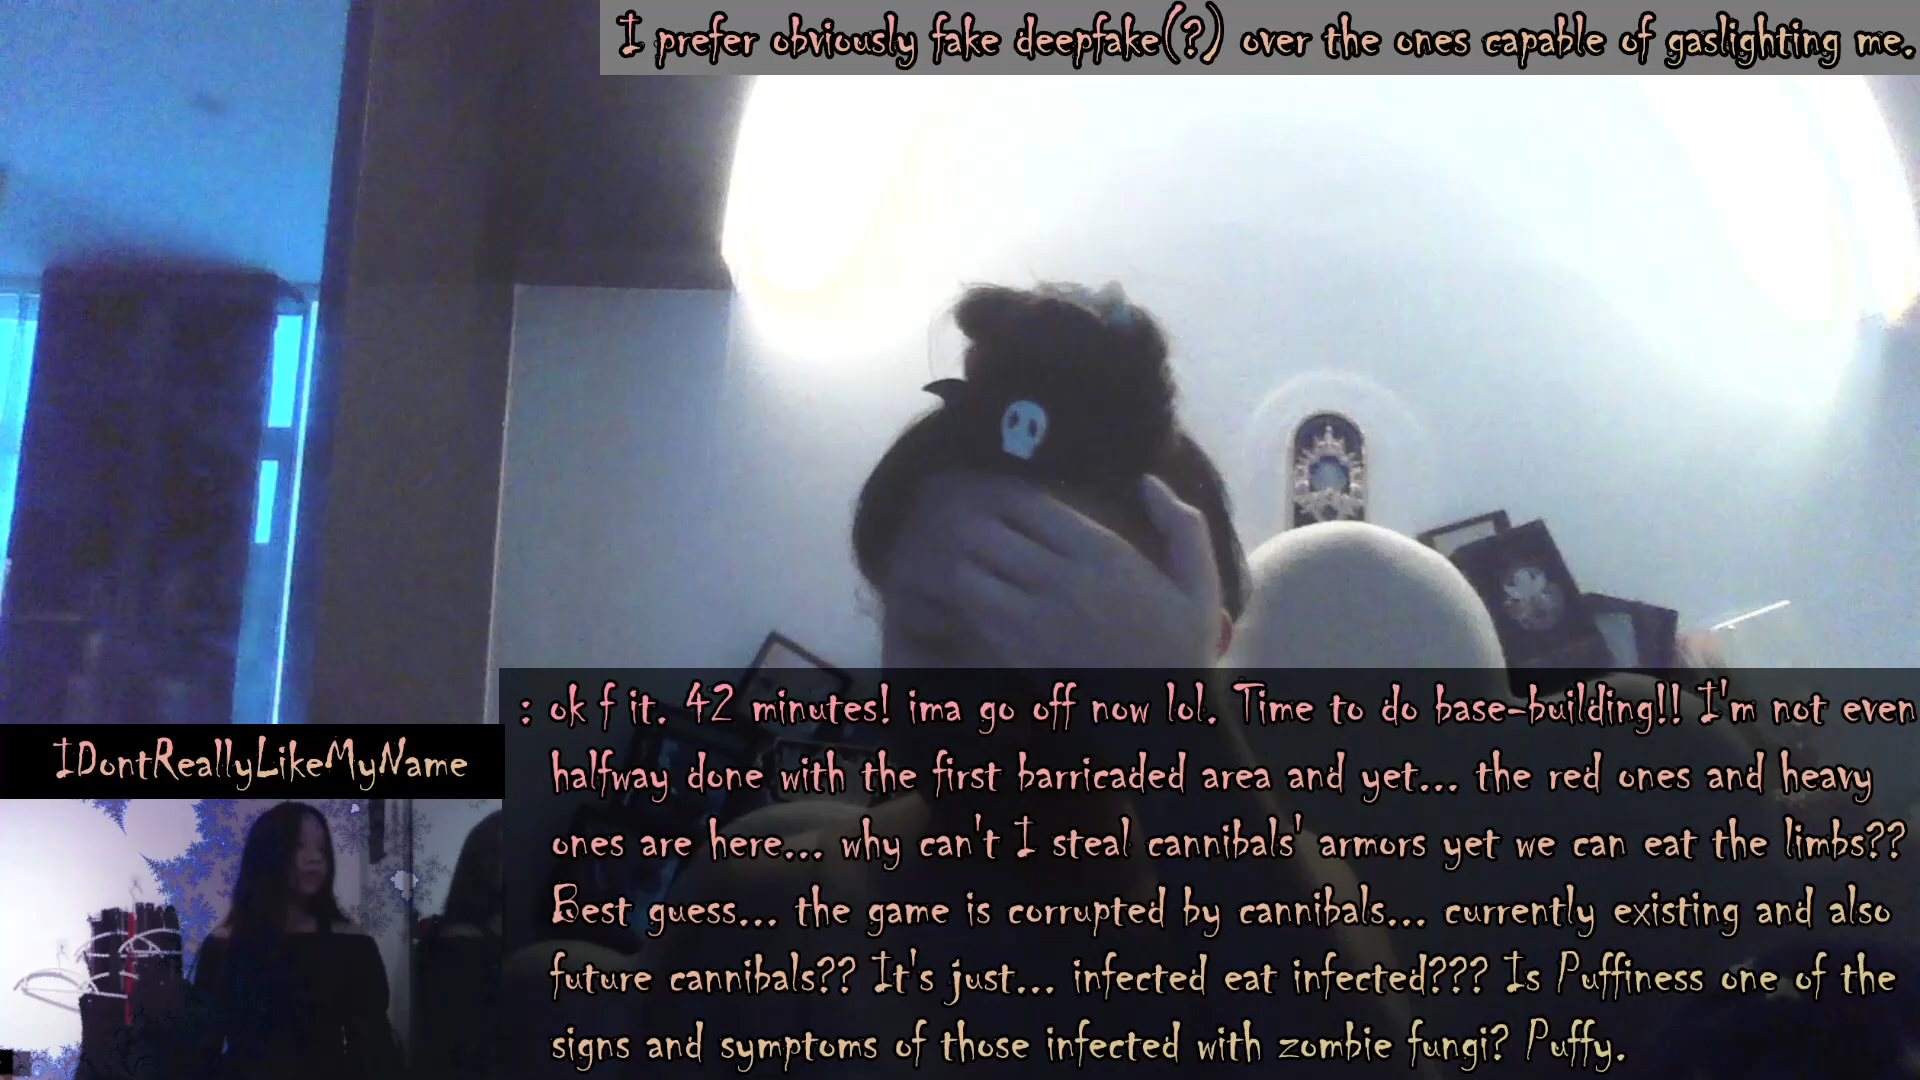 I prefer obviously fake deepfake(?) over the ones capable of gaslighting me.
: ok f it. 42 minutes! ima go off now lol. Time to do base-building!! I'm not even
halfway done with the first barricaded area and yet... the red ones and heavy
ones are here... why can't I steal cannibals' armors yet we can eat the limbs??
Best guess... the game is corrupted by cannibals... currently existing and also
future cannibals?? It's just... infected eat infected??? Is Puffiness one of the
signs and symptoms of those infected with zombie fungi? Puffy.
IDontReallyLikeMyName